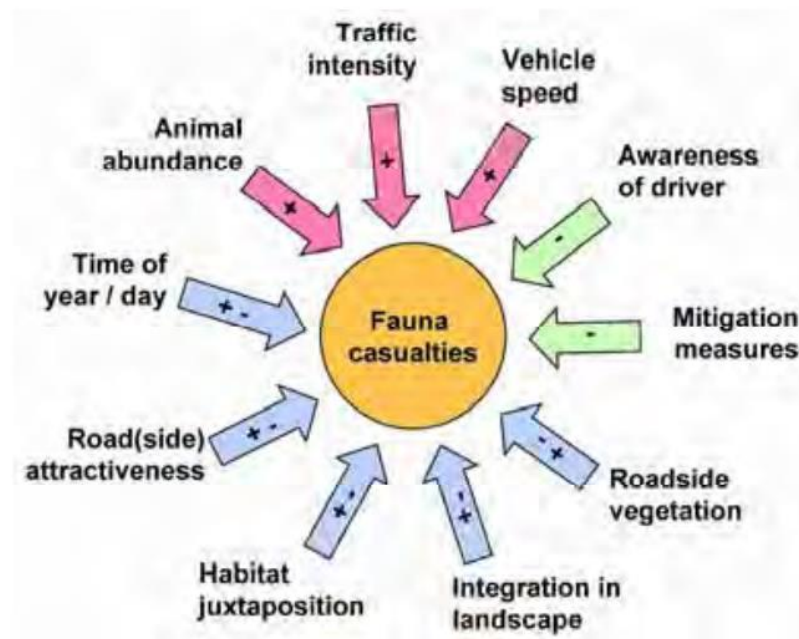 Traffic
intensity
Vehicle
speed
Animal
abundance
Awareness
of driver
Time of
year / day
Fauna
casualties
Mitigation
measures
Road(side)
attractiveness
Roadside
vegetation
Habitat
juxtaposition
Integration in
landscape
+
+
+
-
+ -
-
+ -
- +
+ -
- +